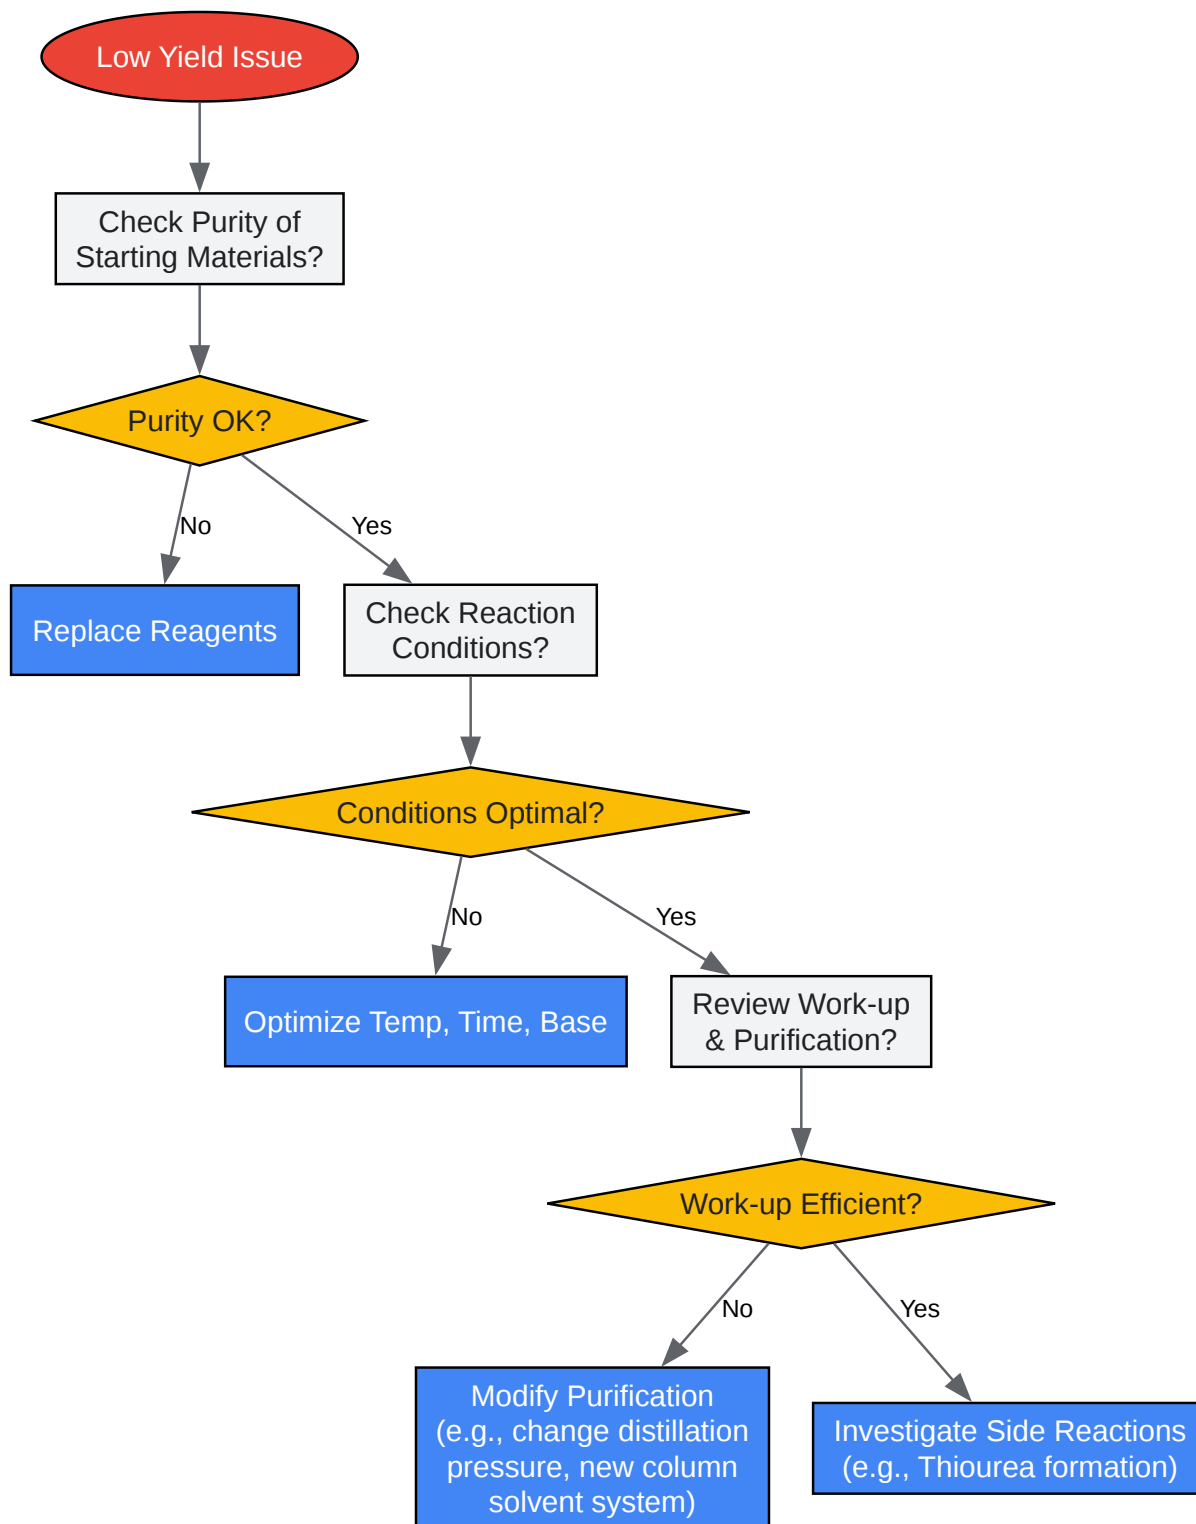 Low Yield Issue
Check Purity of
Starting Materials?
Purity OK?
No
Yes
Replace Reagents
Check Reaction
Conditions?
Conditions Optimal?
No
Yes
Optimize Temp, Time, Base
Review Work-up
& Purification?
Work-up Efficient?
No
Yes
Modify Purification
(e.g., change distillation
pressure, new column
solvent system)
Investigate Side Reactions
(e.g., Thiourea formation)